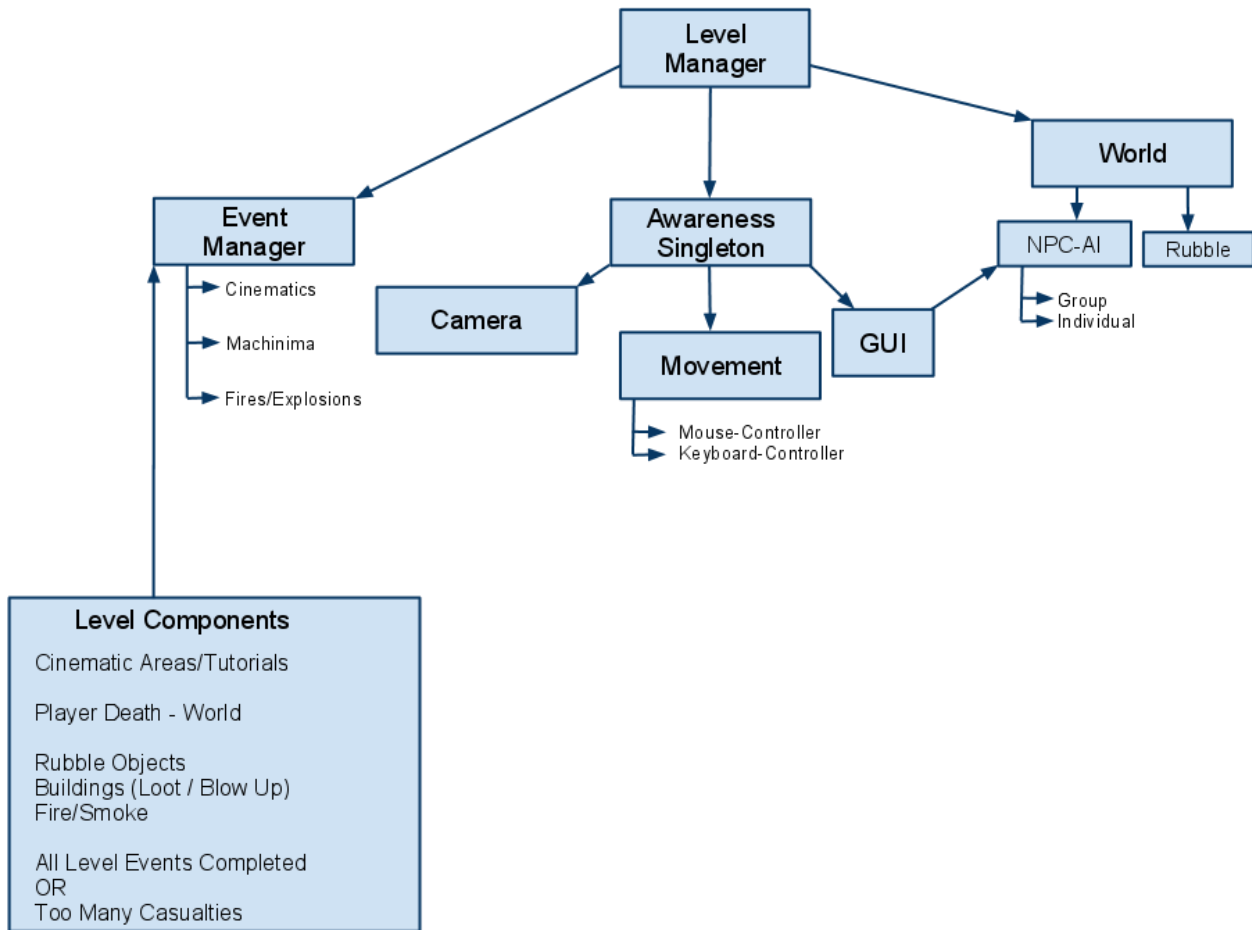 Level
Manager
World
Event
Manager
Awareness
Singleton
NPC-AI
Rubble
Cinematics
Machinima
Fires/Explosions
Camera
Movement
GUI
Group
Individual
Mouse-Controller
Keyboard-Controller
Level Components
Cinematic Areas/Tutorials
Player Death - World
Rubble Objects
Buildings (Loot / Blow Up)
Fire/Smoke
All Level Events Completed
OR
Too Many Casualties